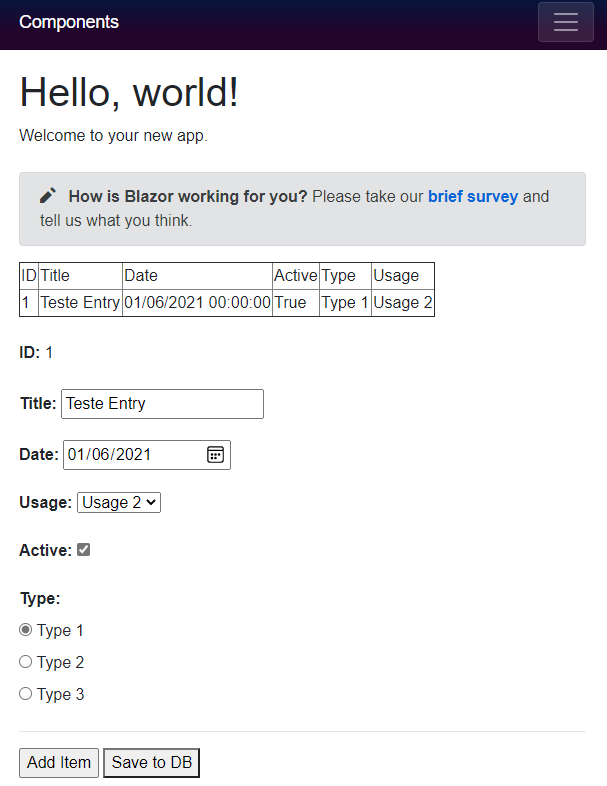 Components
Hello, world!
Welcome to your new app.
How is Blazor working for you? Please take our brief survey and
tell us what you think.
ID Title Date Active Type Usage
1 Teste Entry 01/06/2021 00:00:00 True Type 1 Usage 2
ID: 1
Title: Teste Entry
Date: 01/06/2021
Usage: Usage 2
Active:
Type:
Type 1
Type 2
Type 3
Add Item Save to DB